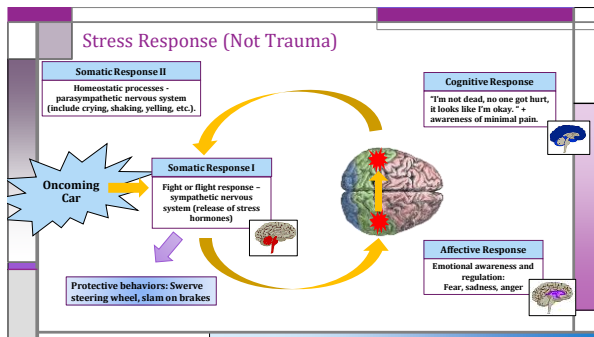 Stress Response (Not Trauma)
Somatic Response II
Homeostatic processes -
parasympathetic nervous system
(include crying, shaking, yelling, etc.).
Cognitive Response
"I'm not dead, no one got hurt,
it looks like I'm okay. " +
awareness of minimal pain.
Oncoming
Car
Somatic Response I
Fight or flight response –
sympathetic nervous
system (release of stress
hormones)
Protective behaviors: Swerve
steering wheel, slam on brakes
Affective Response
Emotional awareness and
regulation:
Fear, sadness, anger